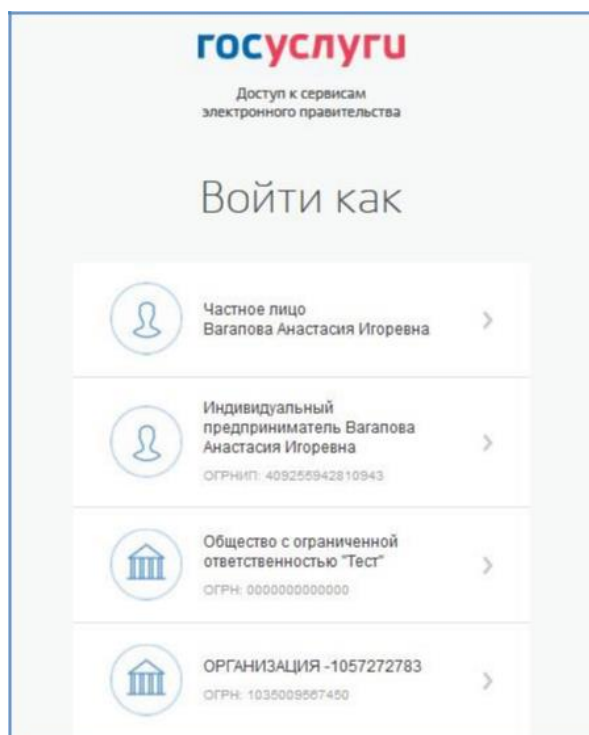 госуслуги
Доступ к сервисам
электронного правительства
Войти как
Частное лицо
Вагапова Анастасия Игоревна
Индивидуальный
предприниматель Вагапова
Анастасия Игоревна
ОГРНИП: 409255942810943
Общество с ограниченной
ответственностью "Тест"
ОГРН: 0000000000000
ОРГАНИЗАЦИЯ -1057272783
ОГРН: 1035009567450